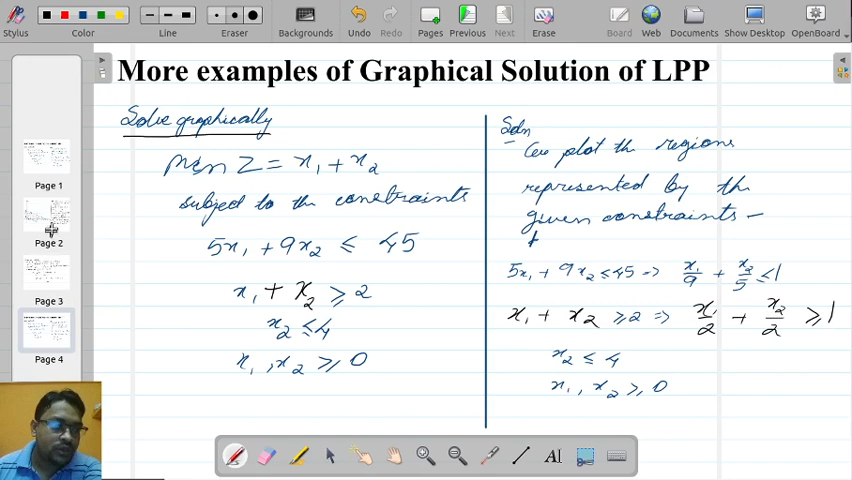 Stylus
Color
Line
Eraser
Backgrounds
Undo
Redo
Pages
Previous
Next
Erase
Board
Web
Documents
Show Desktop
OpenBoard
More examples of Graphical Solution of LPP
Page 1
Page 2
Page 3
Page 4
Solve graphically
Min Z = x₁ + x₂
subject to the constraints
5x₁ + 9x₂ ≤ 45
x₁ + x₂ ≥ 2
x₂ ≤ 4
x₁, x₂ ≥ 0
Soln
We plot the regions
represented by the
given constraints –
5x₁ + 9x₂ ≤ 45 ⇒ x₁/9 + x₂/5 ≤ 1
x₁ + x₂ ≥ 2 ⇒ x₁/2 + x₂/2 ≥ 1
x₂ ≤ 4
x₁, x₂ ≥ 0